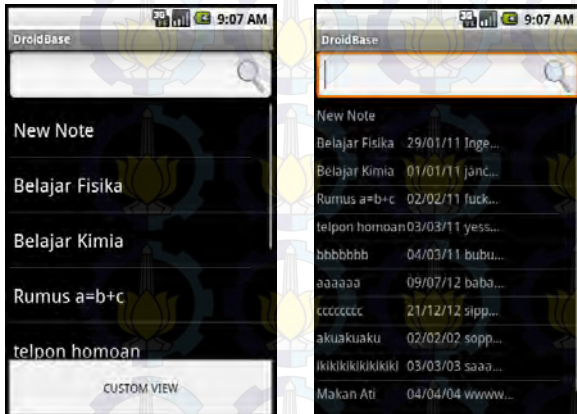 9:07 AM
DroidBase
New Note
Belajar Fisika
Belajar Kimia
Rumus a=b+c
telpon homoan
CUSTOM VIEW
9:07 AM
DroidBase
New Note
Belajar Fisika 29/01/11 Inge...
Belajar Kimia 01/01/11 janc...
Rumus a=b+c 02/02/11 fuck...
telpon homoan 03/03/11 yess...
bbbbbbb 04/03/11 bubu...
aaaaaa 09/07/12 baba...
cccccccc 21/12/12 sipp...
akuakuaku 02/02/02 sopp...
ikikikikikikiki 03/03/03 saaa...
Makan Ati 04/04/04 wwww...